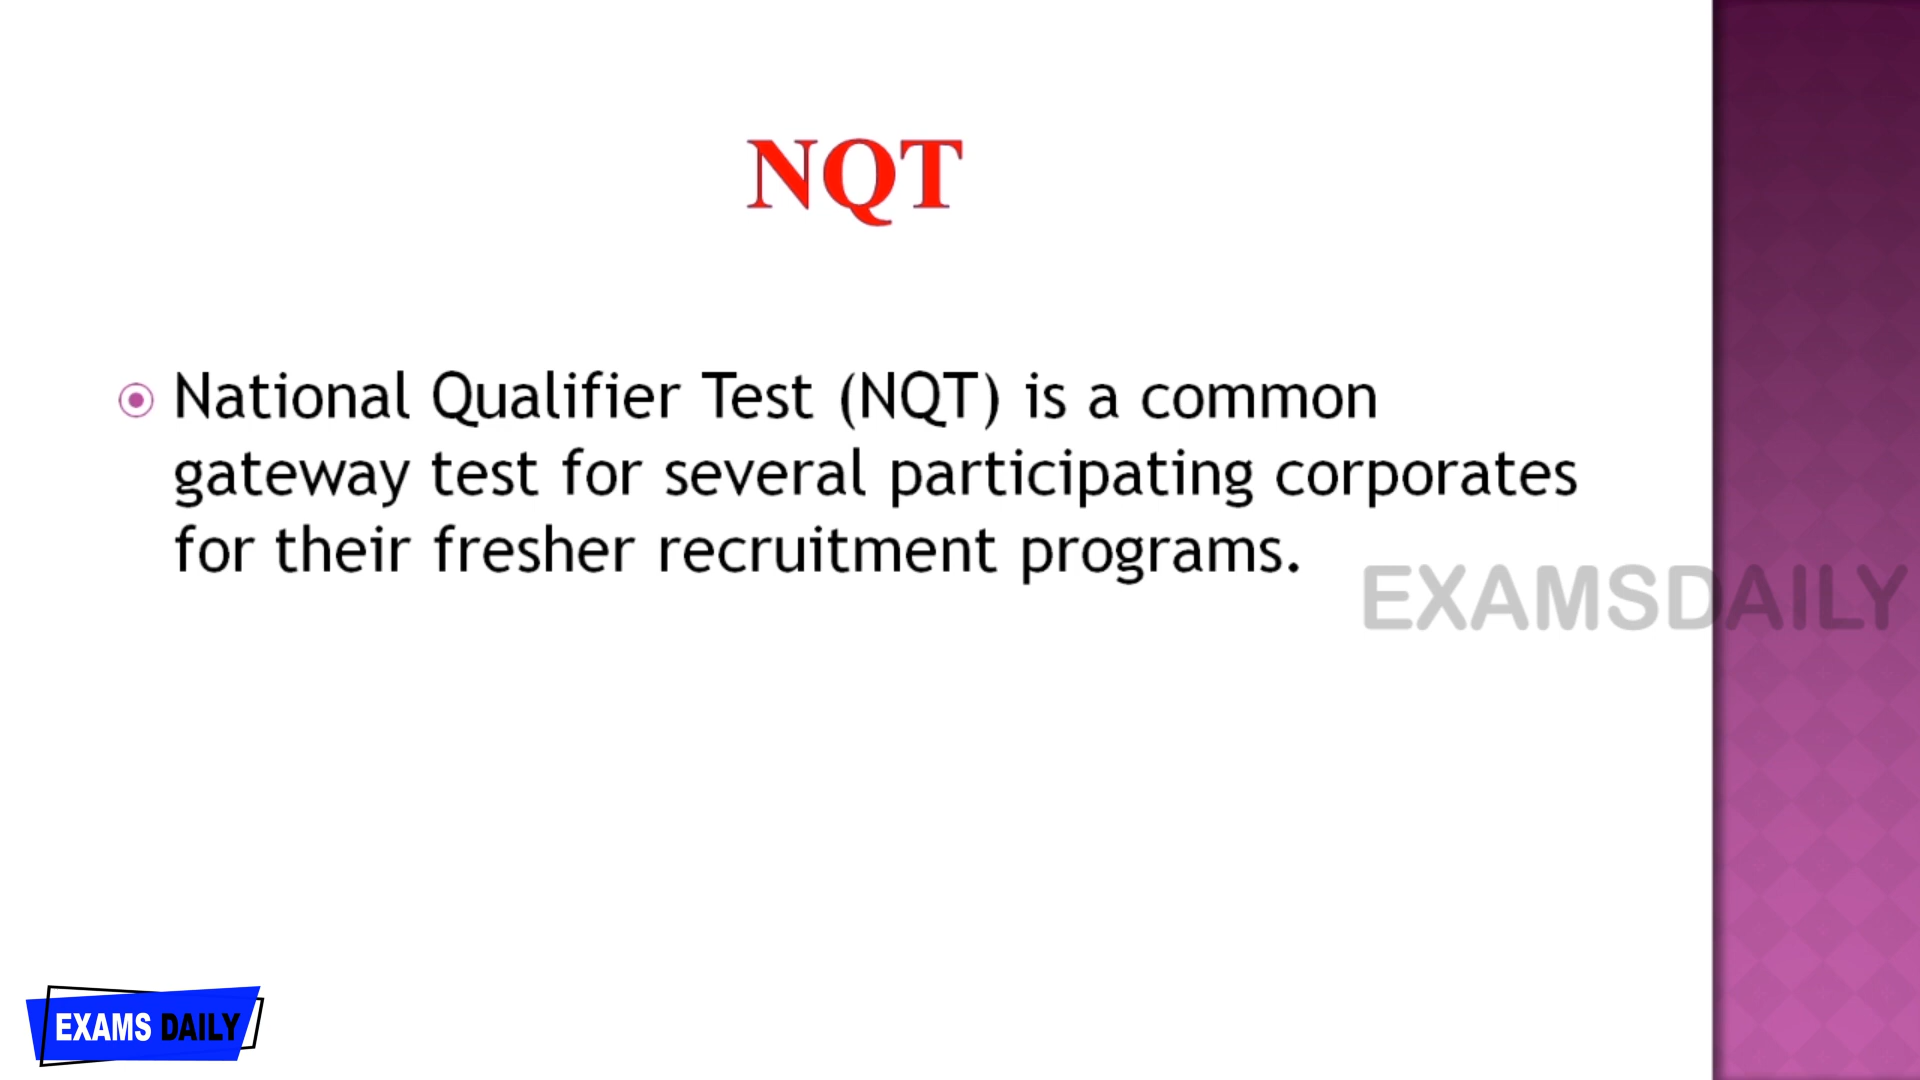 NQT
National Qualifier Test (NQT) is a common
gateway test for several participating corporates
for their fresher recruitment programs.
EXAMSDAILY
EXAMS DAILY